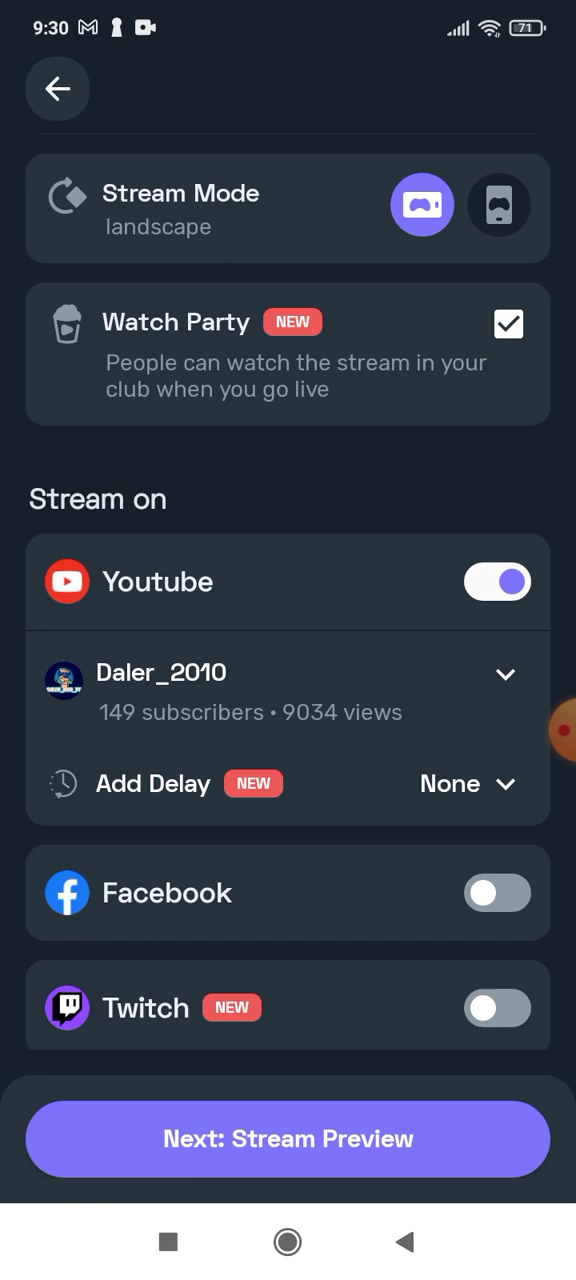 9:30
71
Stream Mode
landscape
Watch Party NEW
People can watch the stream in your
club when you go live
Stream on
Youtube
Daler_2010
149 subscribers • 9034 views
Add Delay NEW None
Facebook
Twitch NEW
Next: Stream Preview